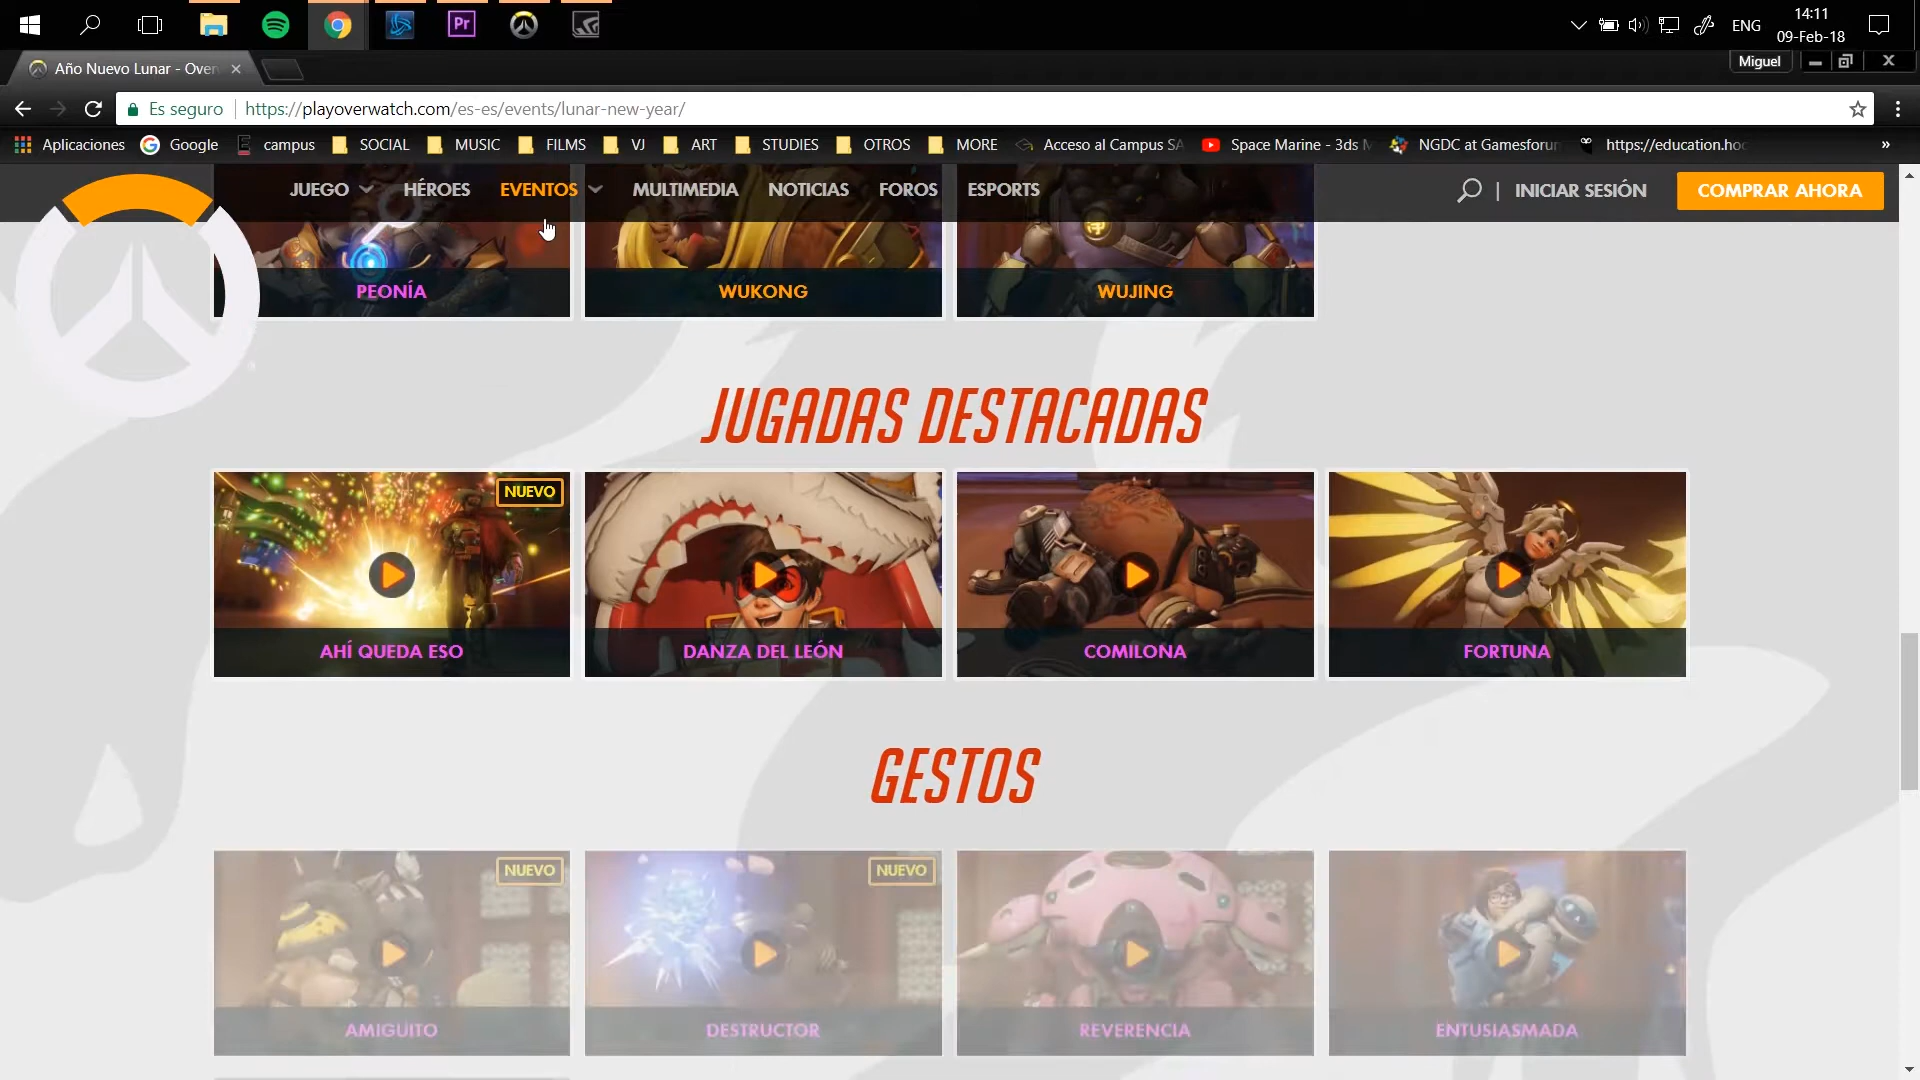 14:11
ENG
09-Feb-18
Año Nuevo Lunar - Over
Miguel
Es seguro
https://playoverwatch.com/es-es/events/lunar-new-year/
Aplicaciones
Google
campus
SOCIAL
MUSIC
FILMS
VJ
ART
STUDIES
OTROS
MORE
Acceso al Campus SA
Space Marine - 3ds M
NGDC at Gamesforum
https://education.hoc
»
JUEGO
HÉROES
EVENTOS
MULTIMEDIA
NOTICIAS
FOROS
ESPORTS
|
INICIAR SESIÓN
COMPRAR AHORA
PEONÍA
WUKONG
WUJING
JUGADAS DESTACADAS
NUEVO
AHÍ QUEDA ESO
DANZA DEL LEÓN
COMILONA
FORTUNA
GESTOS
NUEVO
NUEVO
AMIGUITO
DESTRUCTOR
REVERENCIA
ENTUSIASMADA
Pr